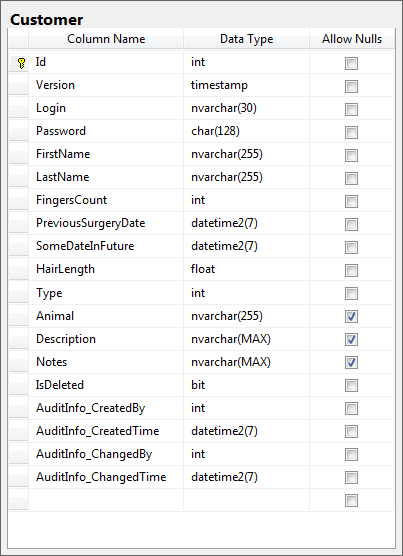 Customer
Column Name Data Type Allow Nulls
Id int
Version timestamp
Login nvarchar(30)
Password char(128)
FirstName nvarchar(255)
LastName nvarchar(255)
FingersCount int
PreviousSurgeryDate datetime2(7)
SomeDateInFuture datetime2(7)
HairLength float
Type int
Animal nvarchar(255)
Description nvarchar(MAX)
Notes nvarchar(MAX)
IsDeleted bit
AuditInfo_CreatedBy int
AuditInfo_CreatedTime datetime2(7)
AuditInfo_ChangedBy int
AuditInfo_ChangedTime datetime2(7)